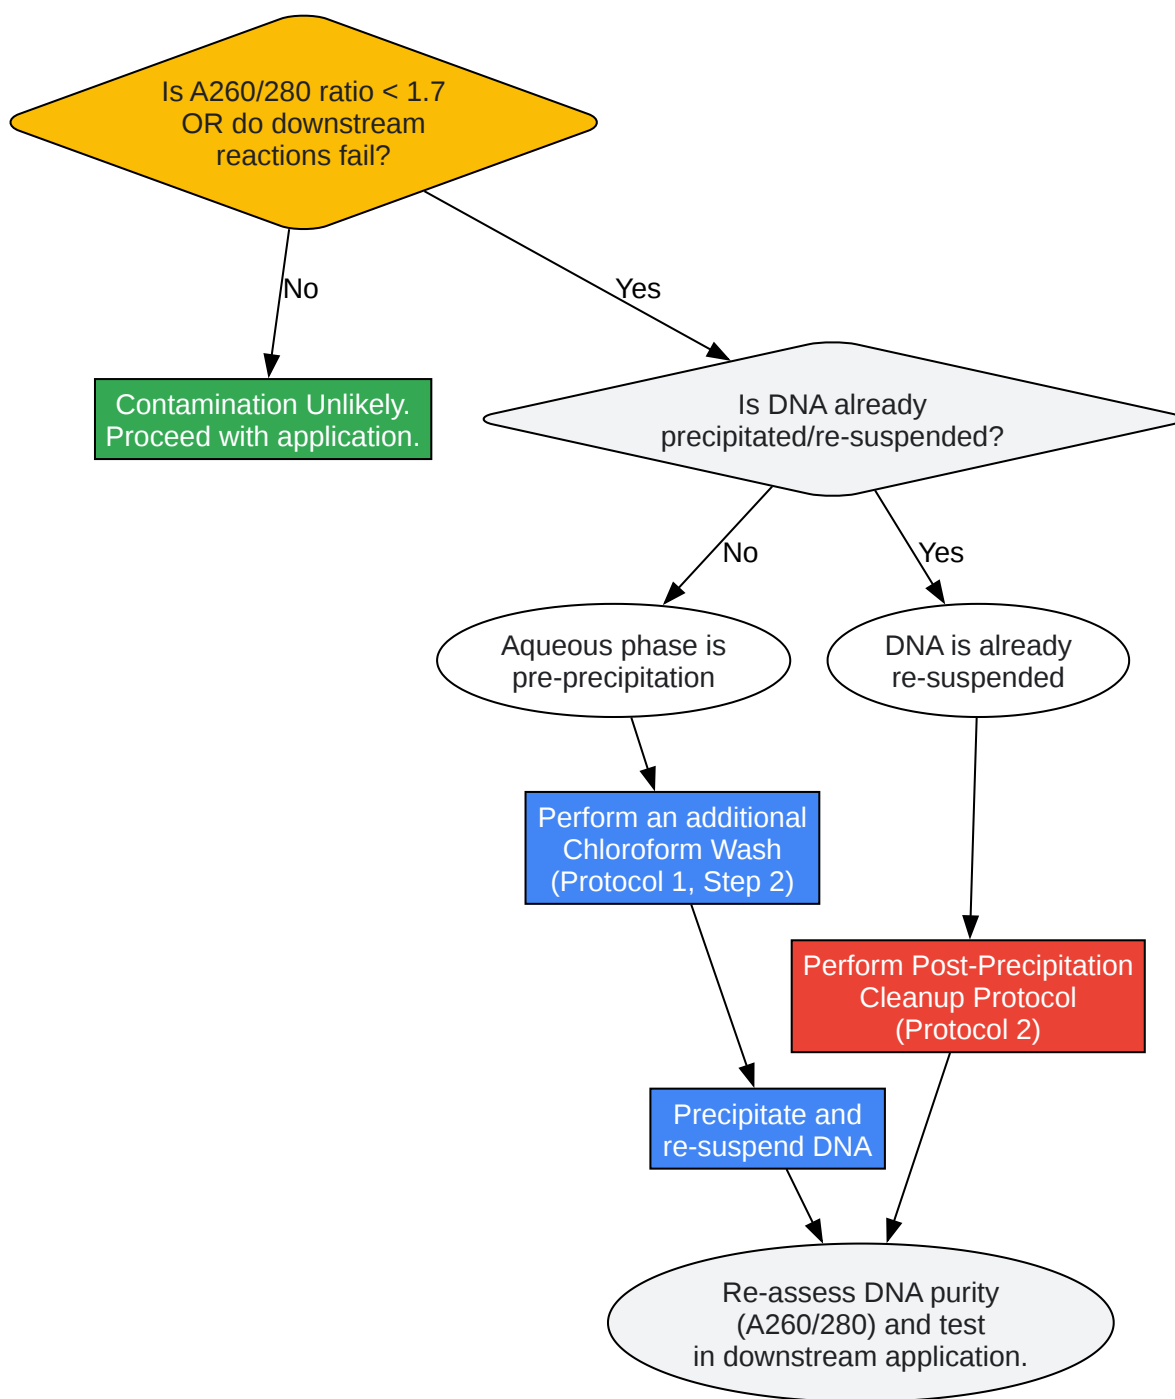 Is A260/280 ratio < 1.7
OR do downstream
reactions fail?
No
Yes
Contamination Unlikely.
Proceed with application.
Is DNA already
precipitated/re-suspended?
No
Yes
Aqueous phase is
pre-precipitation
DNA is already
re-suspended
Perform an additional
Chloroform Wash
(Protocol 1, Step 2)
Perform Post-Precipitation
Cleanup Protocol
(Protocol 2)
Precipitate and
re-suspend DNA
Re-assess DNA purity
(A260/280) and test
in downstream application.